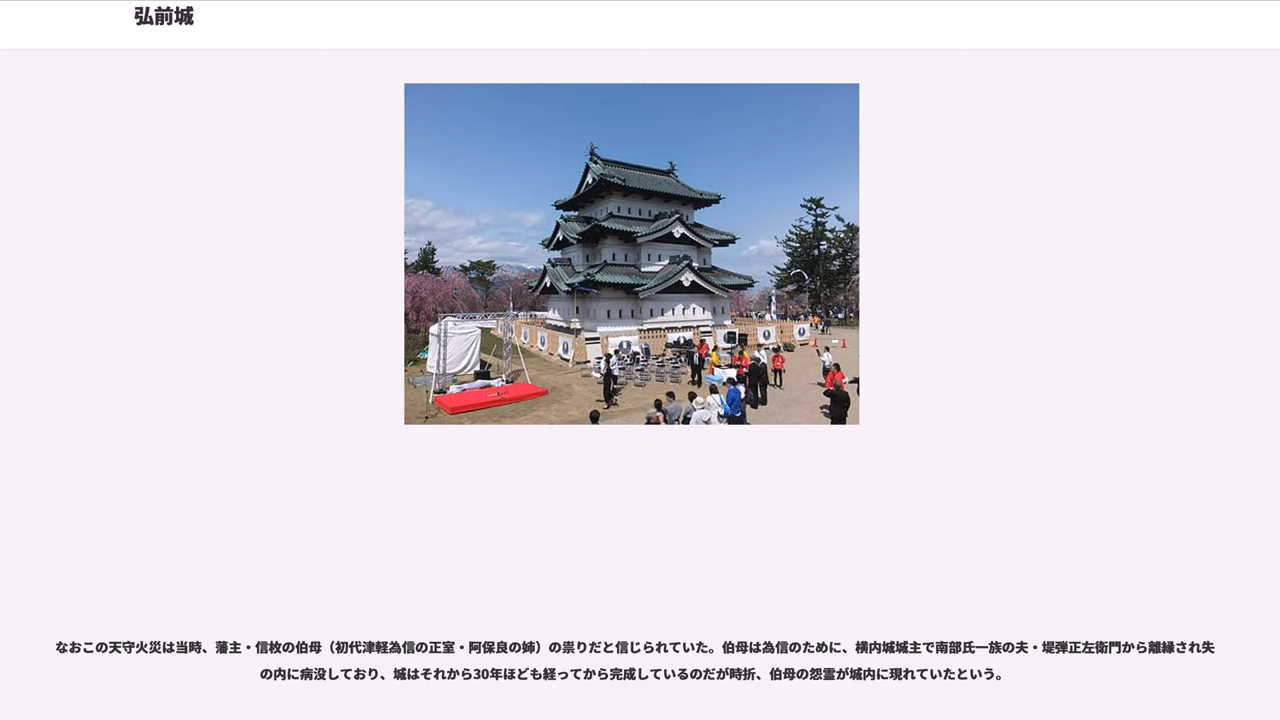 弘前城
なおこの天守火災は当時、藩主・信枚の伯母（初代津軽為信の正室・阿保良の姉）の祟りだと信じられていた。伯母は為信のために、横内城城主で南部氏一族の夫・堤弾正左衛門から離縁され失
の内に病没しており、城はそれから30年ほども経ってから完成しているのだが時折、伯母の怨霊が城内に現れていたという。